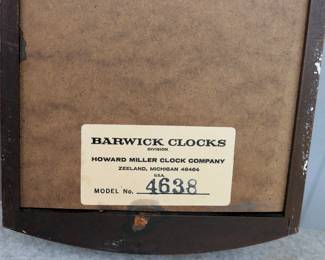 BARWICK CLOCKS
DIVISION
HOWARD MILLER CLOCK COMPANY
ZEELAND, MICHIGAN 49464
U.S.A.
MODEL No. 4638